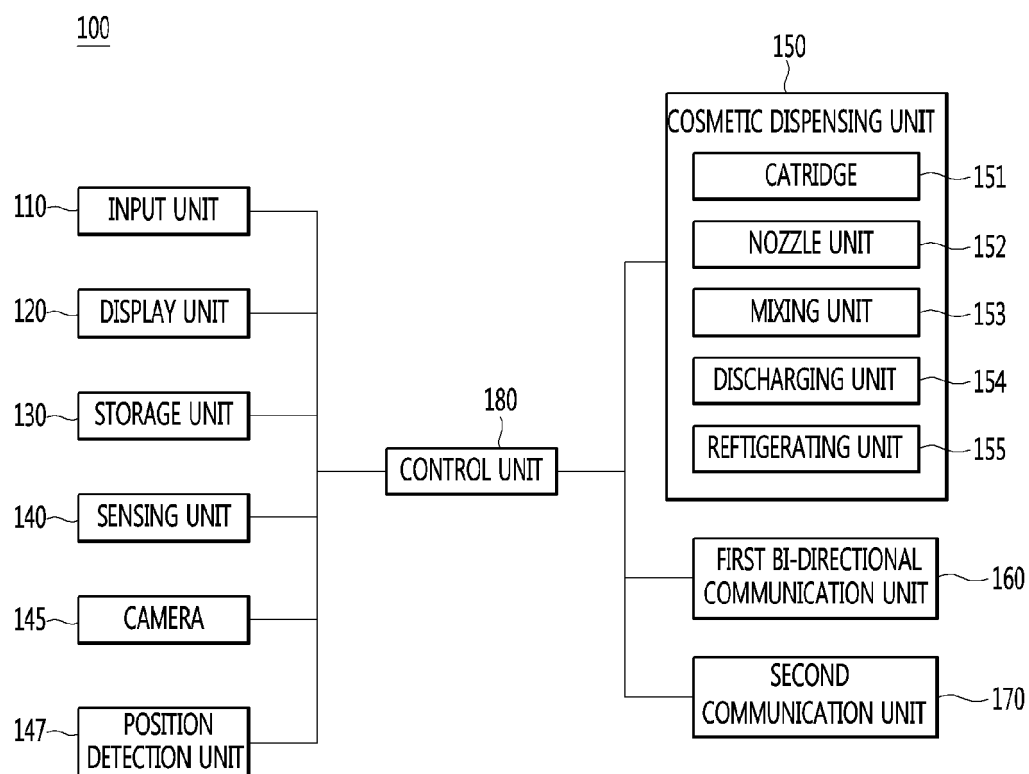 100
110
INPUT UNIT
120
DISPLAY UNIT
130
STORAGE UNIT
140
SENSING UNIT
145
CAMERA
147
POSITION
DETECTION UNIT
180
CONTROL UNIT
150
COSMETIC DISPENSING UNIT
CATRIDGE
151
NOZZLE UNIT
152
MIXING UNIT
153
DISCHARGING UNIT
154
REFTIGERATING UNIT
155
FIRST BI-DIRECTIONAL
COMMUNICATION UNIT
160
SECOND
COMMUNICATION UNIT
170